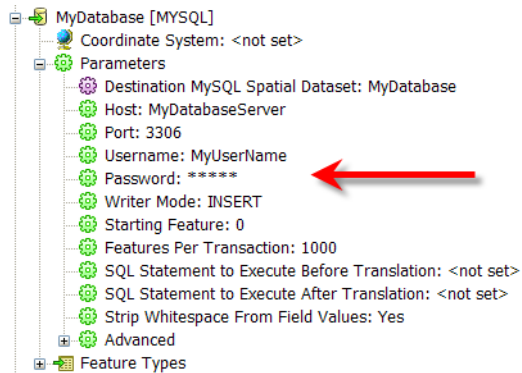 MyDatabase [MYSQL]
Coordinate System: <not set>
Parameters
Destination MySQL Spatial Dataset: MyDatabase
Host: MyDatabaseServer
Port: 3306
Username: MyUserName
Password: *****
Writer Mode: INSERT
Starting Feature: 0
Features Per Transaction: 1000
SQL Statement to Execute Before Translation: <not set>
SQL Statement to Execute After Translation: <not set>
Strip Whitespace From Field Values: Yes
Advanced
Feature Types